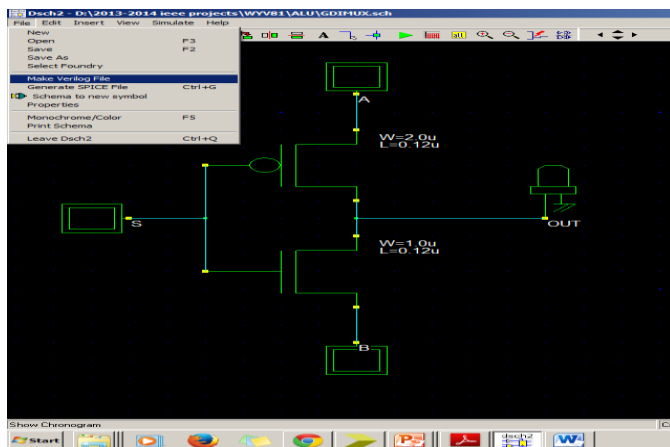 Dsch2 - D:\2013-2014 ieee projects\WYV81\ALU\GDIMUX.sch
File Edit Insert View Simulate Help
New
Open F3
Save F2
Save As
Select Foundry
Make Verilog File
Generate SPICE File Ctrl+G
Schema to new symbol
Properties
Monochrome/Color F5
Print Schema
Leave Dsch2 Ctrl+Q
A
W=2.0u
L=0.12u
S
OUT
W=1.0u
L=0.12u
B
Show Chronogram
Start
dsch2